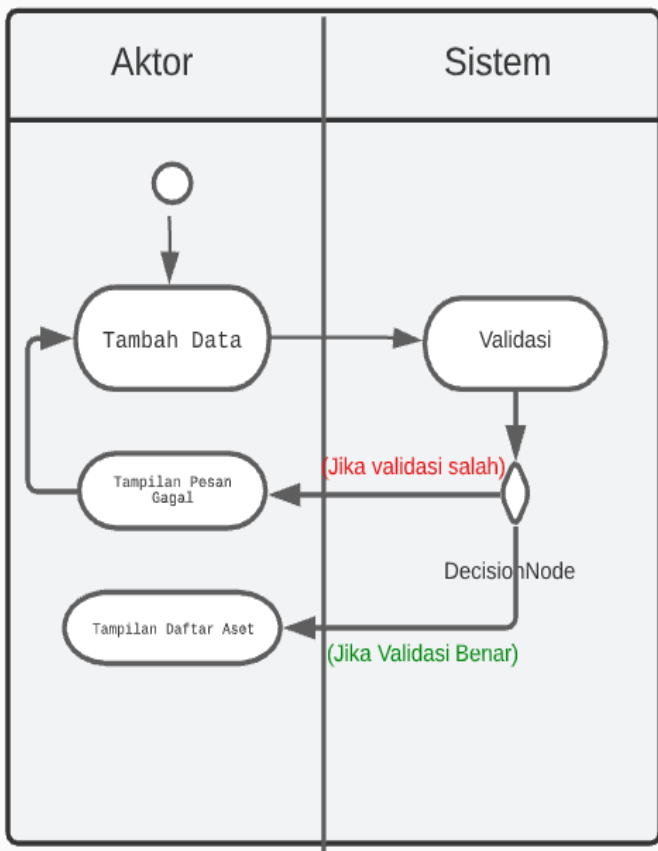 Aktor
Sistem
Tambah Data
Validasi
(Jika validasi salah)
Tampilan Pesan
Gagal
DecisionNode
Tampilan Daftar Aset
(Jika Validasi Benar)